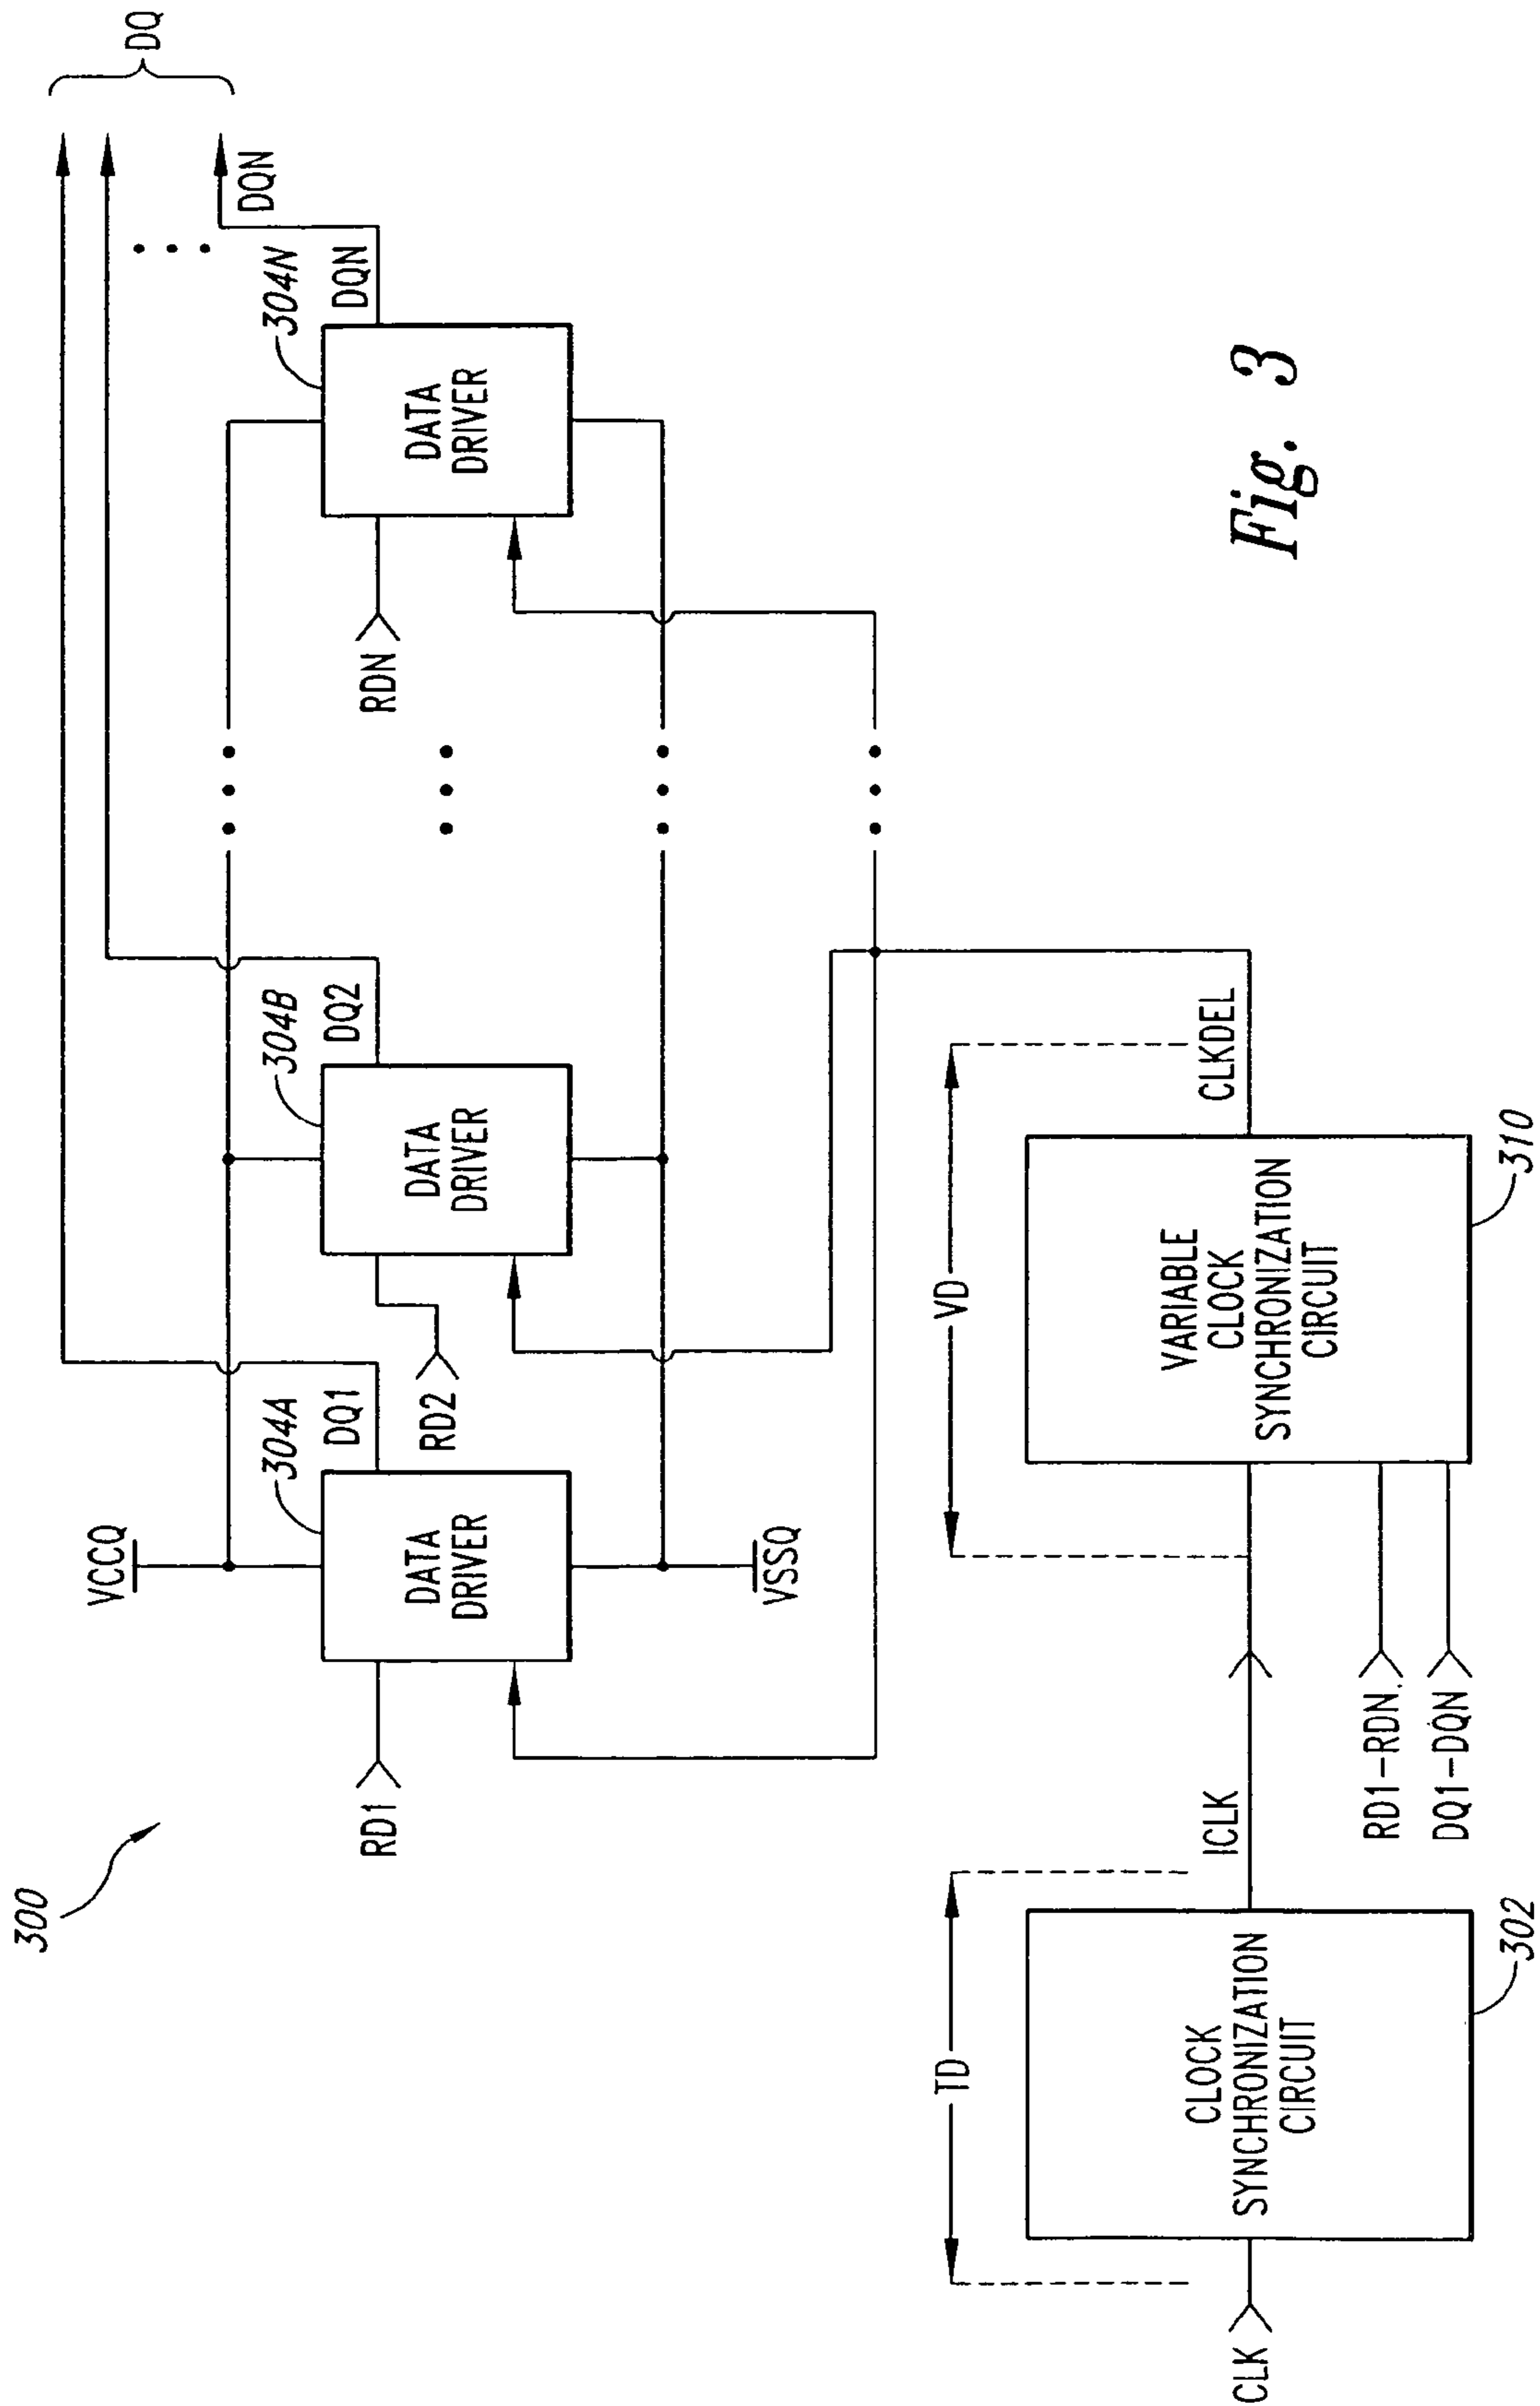 300
VCCQ
304A
DQ1
RD1
DATA
DRIVER
VSSQ
304B
DQ2
RD2
DATA
DRIVER
304N
DQN
DQN
RDN
DATA
DRIVER
DQ
TD
VD
CLK
CLOCK
SYNCHRONIZATION
CIRCUIT
302
ICLK
RD1-RDN
DQ1-DQN
VARIABLE
CLOCK
SYNCHRONIZATION
CIRCUIT
310
CLKDEL
Fig. 3